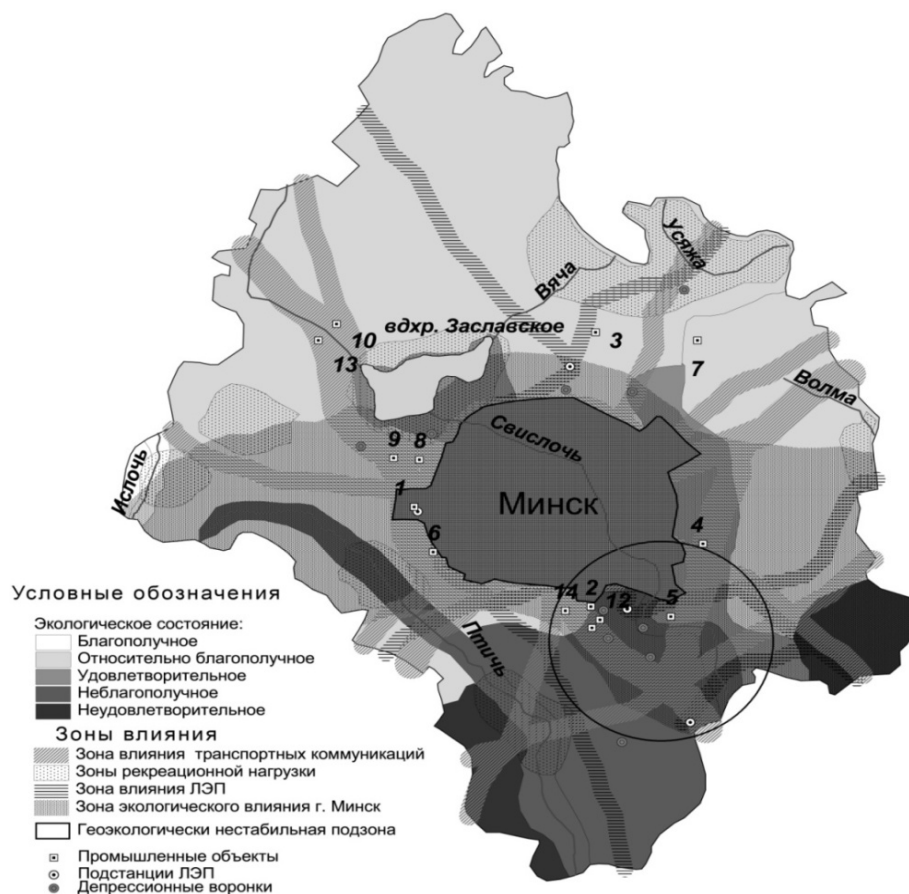 Усяжа
Вяча
вдхр. Заславское
3
10
13
7
Волма
Свислочь
9 8
Ислочь
1
Минск
4
6
14 2 12 5
Птичь
Условные обозначения
Экологическое состояние:
Благополучное
Относительно благополучное
Удовлетворительное
Неблагополучное
Неудовлетворительное
Зоны влияния
Зона влияния транспортных коммуникаций
Зоны рекреационной нагрузки
Зона влияния ЛЭП
Зона экологического влияния г. Минск
Геоэкологически нестабильная подзона
Промышленные объекты
Подстанции ЛЭП
Депрессионные воронки